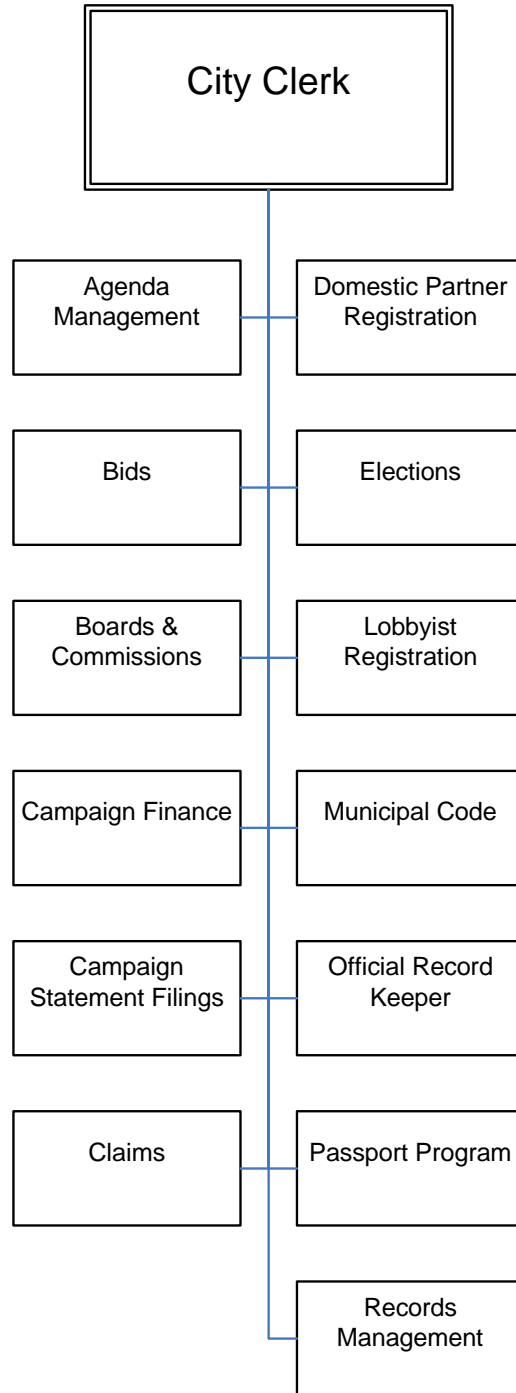 City Clerk
Agenda
Management
Domestic Partner
Registration
Bids
Elections
Boards &
Commissions
Lobbyist
Registration
Campaign Finance
Municipal Code
Campaign
Statement Filings
Official Record
Keeper
Claims
Passport Program
Records
Management